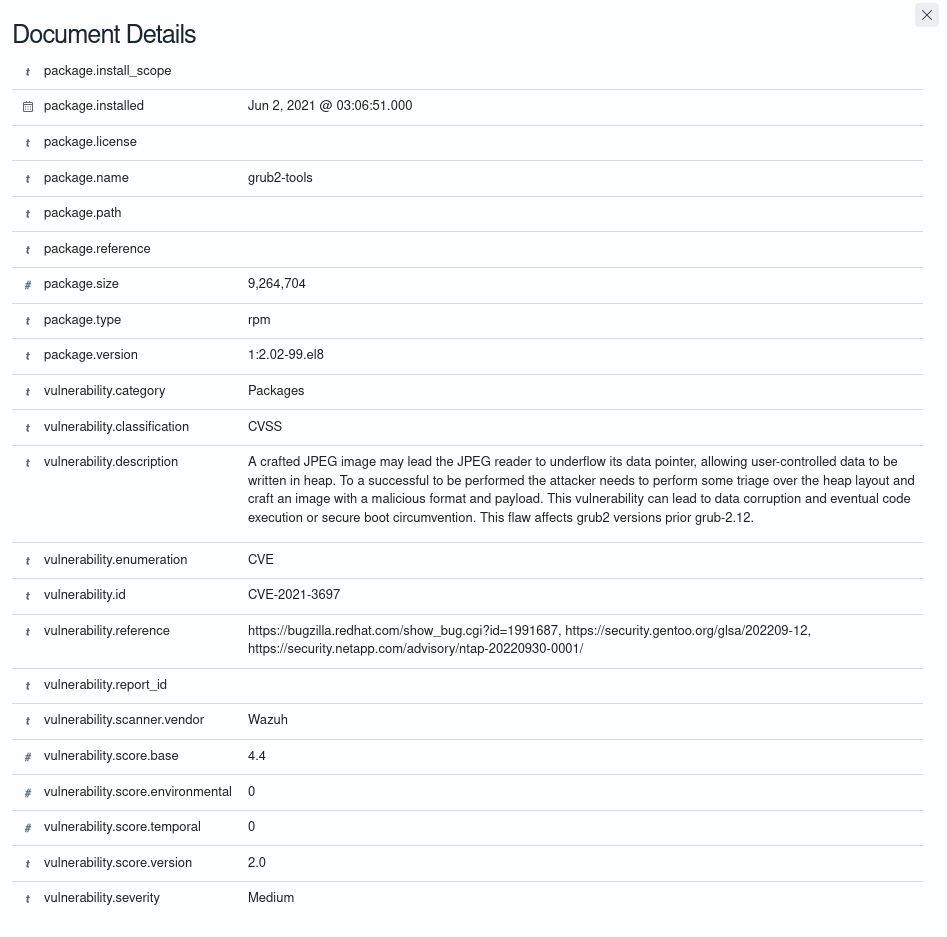 Document Details
t package.install_scope
package.installed Jun 2, 2021 @ 03:06:51.000
t package.license
t package.name grub2-tools
t package.path
t package.reference
# package.size 9,264,704
t package.type rpm
t package.version 1:2.02-99.el8
t vulnerability.category Packages
t vulnerability.classification CVSS
t vulnerability.description A crafted JPEG image may lead the JPEG reader to underflow its data pointer, allowing user-controlled data to be
written in heap. To a successful to be performed the attacker needs to perform some triage over the heap layout and
craft an image with a malicious format and payload. This vulnerability can lead to data corruption and eventual code
execution or secure boot circumvention. This flaw affects grub2 versions prior grub-2.12.
t vulnerability.enumeration CVE
t vulnerability.id CVE-2021-3697
t vulnerability.reference https://bugzilla.redhat.com/show_bug.cgi?id=1991687, https://security.gentoo.org/glsa/202209-12,
https://security.netapp.com/advisory/ntap-20220930-0001/
t vulnerability.report_id
t vulnerability.scanner.vendor Wazuh
# vulnerability.score.base 4.4
# vulnerability.score.environmental 0
# vulnerability.score.temporal 0
t vulnerability.score.version 2.0
t vulnerability.severity Medium